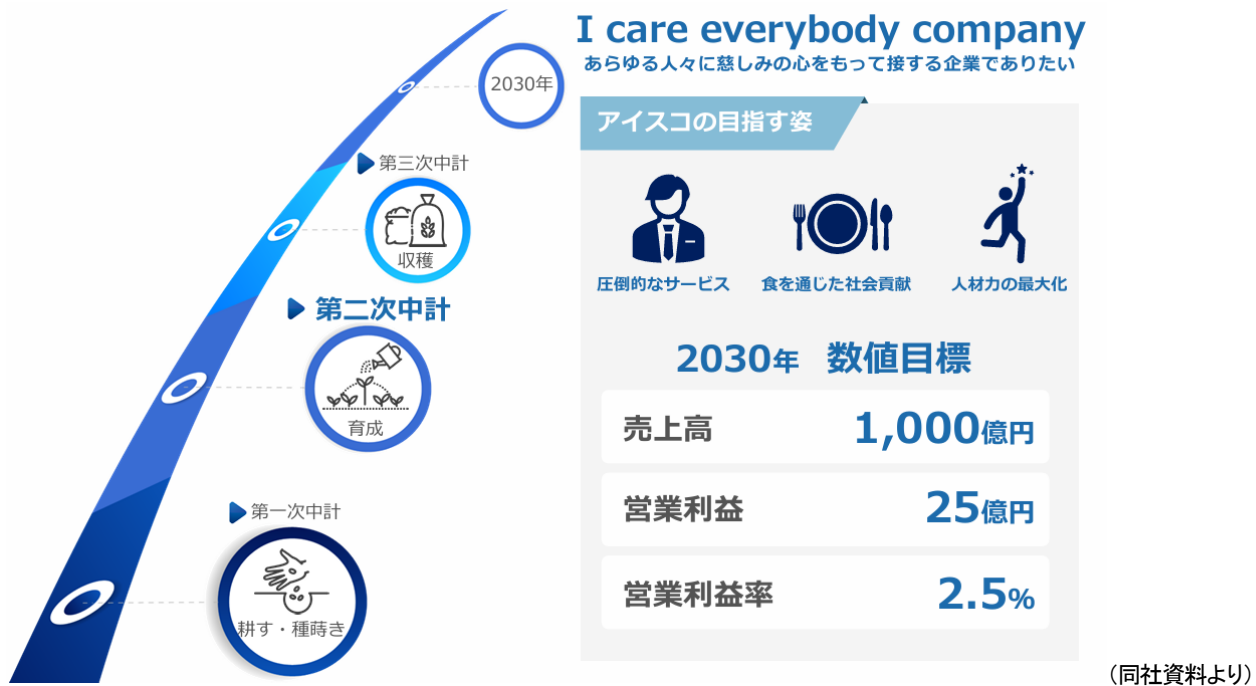 I care everybody company
あらゆる人々に慈しみの心をもって接する企業でありたい
2030年
アイスコの目指す姿
第三次中計
収穫
圧倒的なサービス
食を通じた社会貢献
人材力の最大化
第二次中計
育成
2030年 数値目標
売上高 1,000億円
営業利益 25億円
営業利益率 2.5%
第一次中計
耕す・種蒔き
(同社資料より)